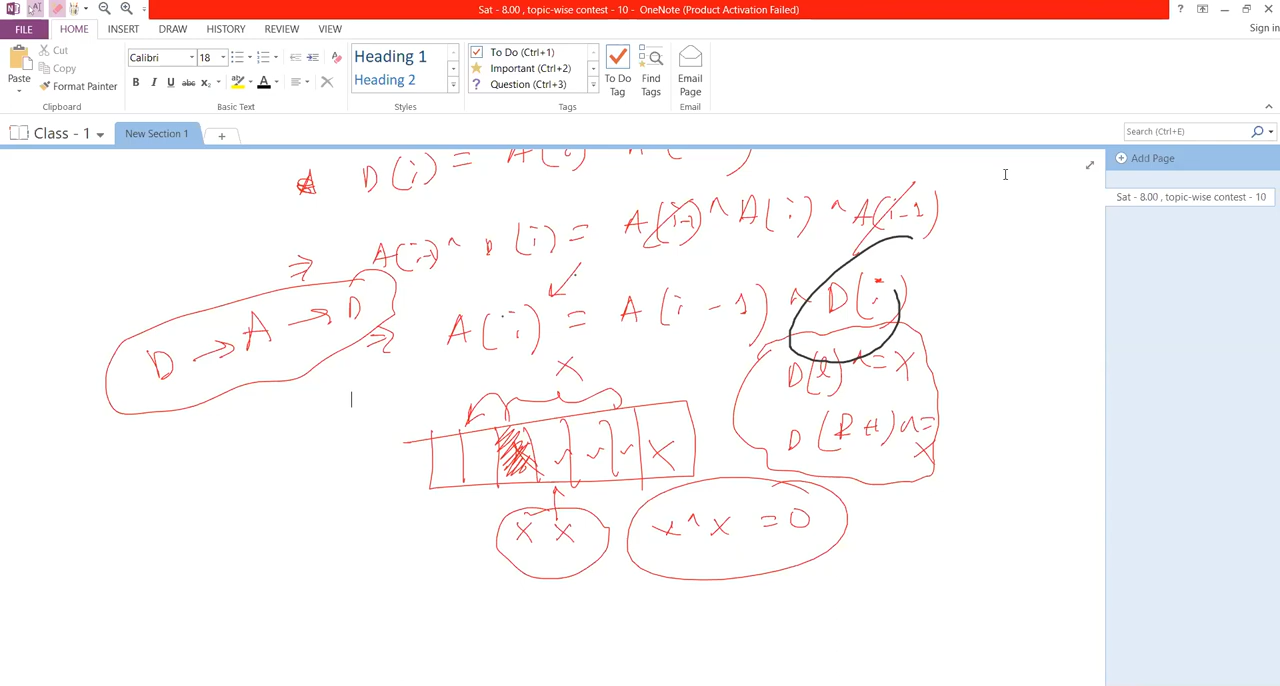 Sat - 8.00 , topic-wise contest - 10 - OneNote (Product Activation Failed)
FILE HOME INSERT DRAW HISTORY REVIEW VIEW Sign in
Paste Cut Copy Format Painter
Calibri 18
B I U abc X₂ A
Heading 1
Heading 2
To Do (Ctrl+1)
Important (Ctrl+2)
Question (Ctrl+3)
To Do Tag
Find Tags
Email Page
Clipboard Basic Text Styles Tags Email
Class - 1 New Section 1 +
Search (Ctrl+E)
Add Page
Sat - 8.00 , topic-wise contest - 10
D(i) =
⇒ A(i-1) ^ D(i) = A(i-1) ^ A(i) ^ A(i-1)
⇒ A(i) = A(i - 1) ^ D(i)
D → A → D
D(l) ^= X
D(R+1) ^= X
X
X
X ^ X
x ^ x = 0